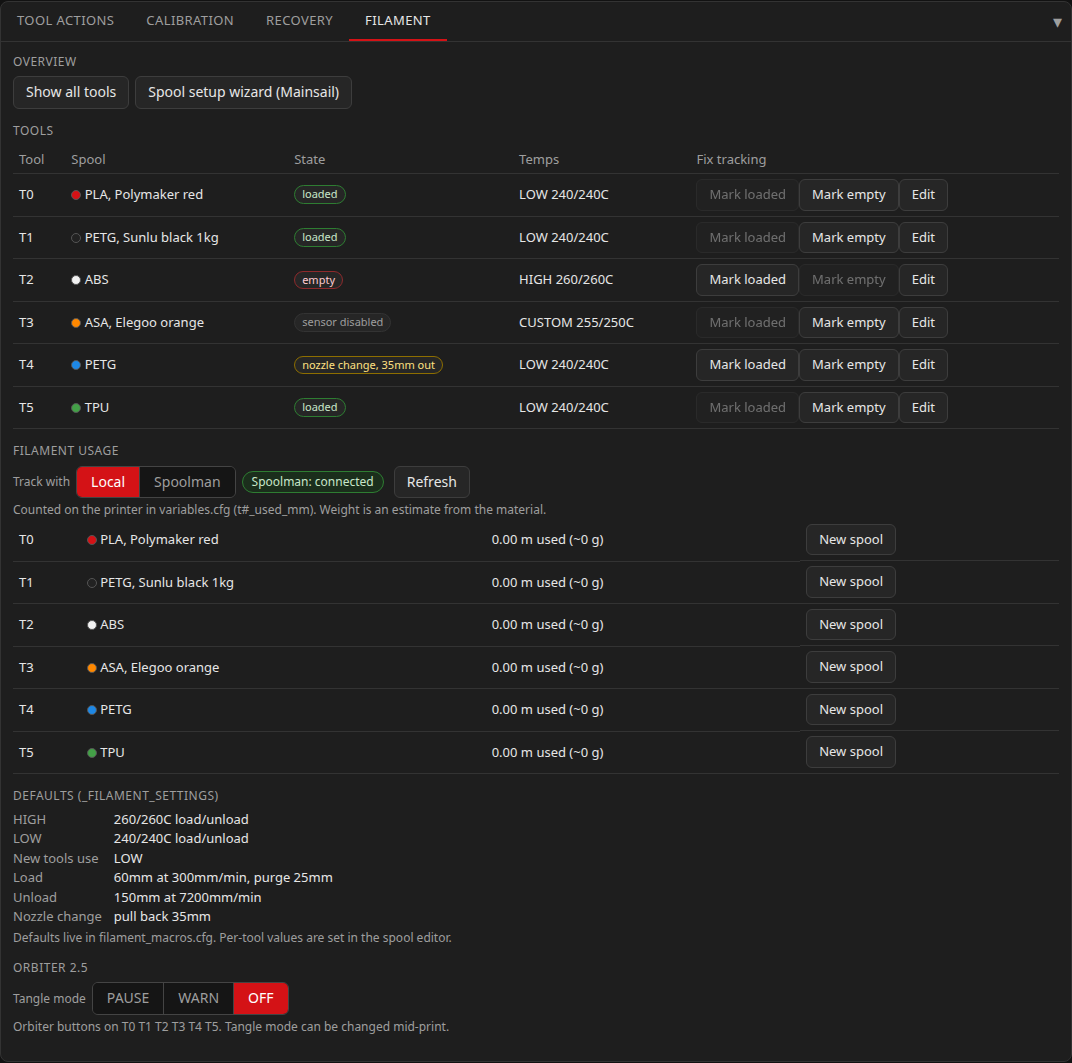 TOOL ACTIONS CALIBRATION RECOVERY FILAMENT ▼
OVERVIEW
Show all tools Spool setup wizard (Mainsail)
TOOLS
Tool Spool State Temps Fix tracking
T0 PLA, Polymaker red loaded LOW 240/240C Mark loaded Mark empty Edit
T1 PETG, Sunlu black 1kg loaded LOW 240/240C Mark loaded Mark empty Edit
T2 ABS empty HIGH 260/260C Mark loaded Mark empty Edit
T3 ASA, Elegoo orange sensor disabled CUSTOM 255/250C Mark loaded Mark empty Edit
T4 PETG nozzle change, 35mm out LOW 240/240C Mark loaded Mark empty Edit
T5 TPU loaded LOW 240/240C Mark loaded Mark empty Edit
FILAMENT USAGE
Track with Local Spoolman Spoolman: connected Refresh
Counted on the printer in variables.cfg (t#_used_mm). Weight is an estimate from the material.
T0 PLA, Polymaker red 0.00 m used (~0 g) New spool
T1 PETG, Sunlu black 1kg 0.00 m used (~0 g) New spool
T2 ABS 0.00 m used (~0 g) New spool
T3 ASA, Elegoo orange 0.00 m used (~0 g) New spool
T4 PETG 0.00 m used (~0 g) New spool
T5 TPU 0.00 m used (~0 g) New spool
DEFAULTS (_FILAMENT_SETTINGS)
HIGH 260/260C load/unload
LOW 240/240C load/unload
New tools use LOW
Load 60mm at 300mm/min, purge 25mm
Unload 150mm at 7200mm/min
Nozzle change pull back 35mm
Defaults live in filament_macros.cfg. Per-tool values are set in the spool editor.
ORBITER 2.5
Tangle mode PAUSE WARN OFF
Orbiter buttons on T0 T1 T2 T3 T4 T5. Tangle mode can be changed mid-print.